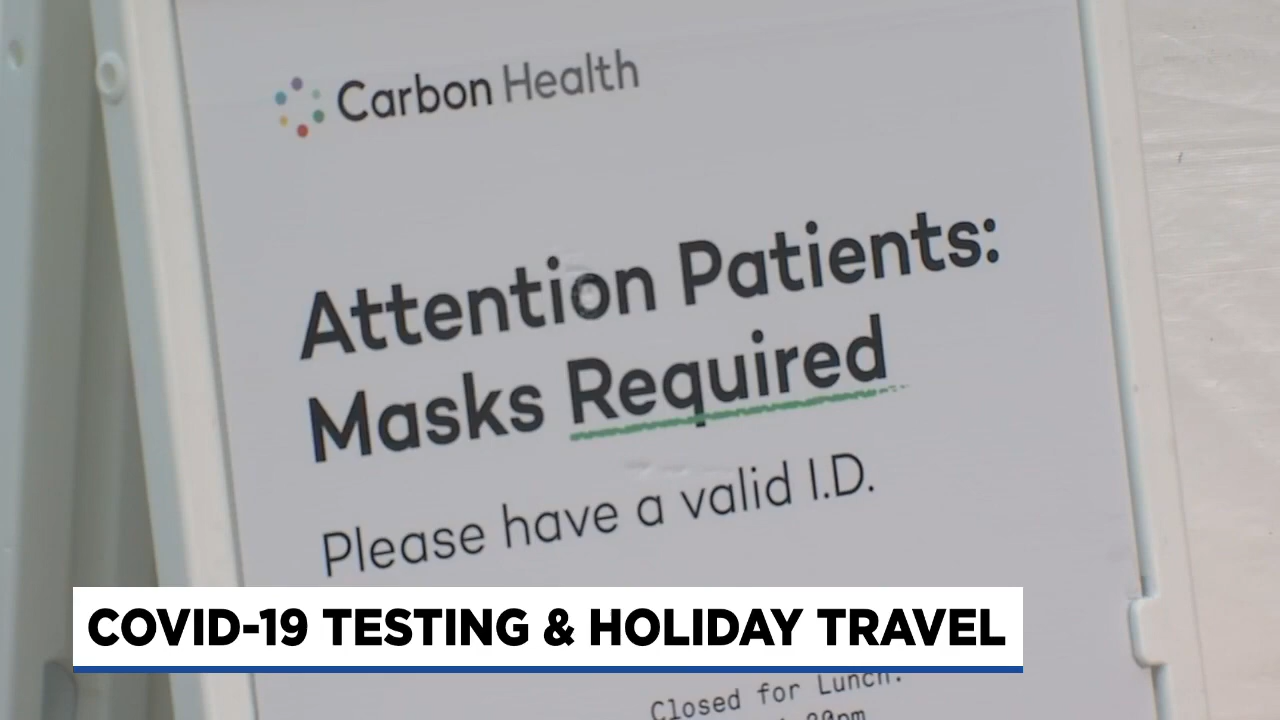 Carbon Health
Attention Patients:
Masks Required
Please have a valid I.D.
COVID-19 TESTING & HOLIDAY TRAVEL
Closed for Lunch.